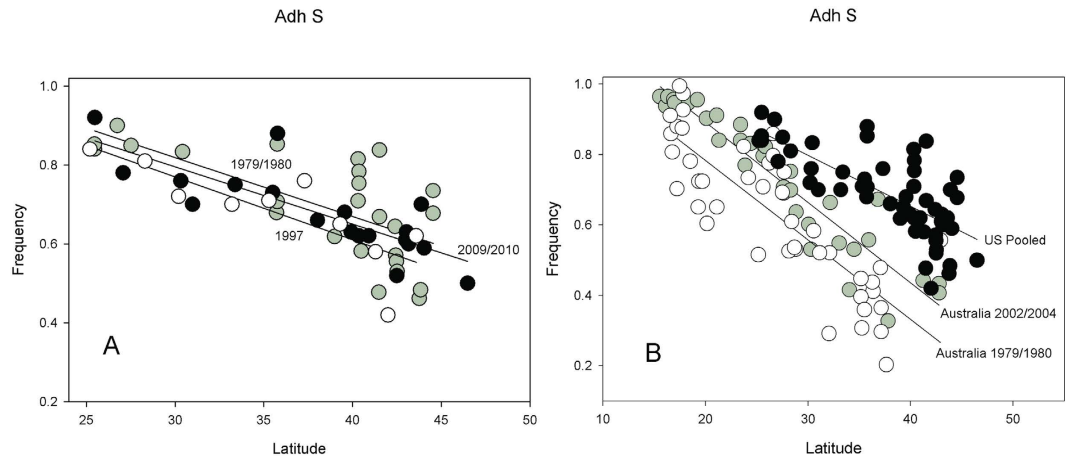 Adh S
1.0
0.8
0.6
0.4
0.2
Frequency
1979/1980
1997
2009/2010
A
25 30 35 40 45 50
Latitude
Adh S
1.0
0.8
0.6
0.4
0.2
Frequency
US Pooled
Australia 2002/2004
Australia 1979/1980
B
10 20 30 40 50
Latitude